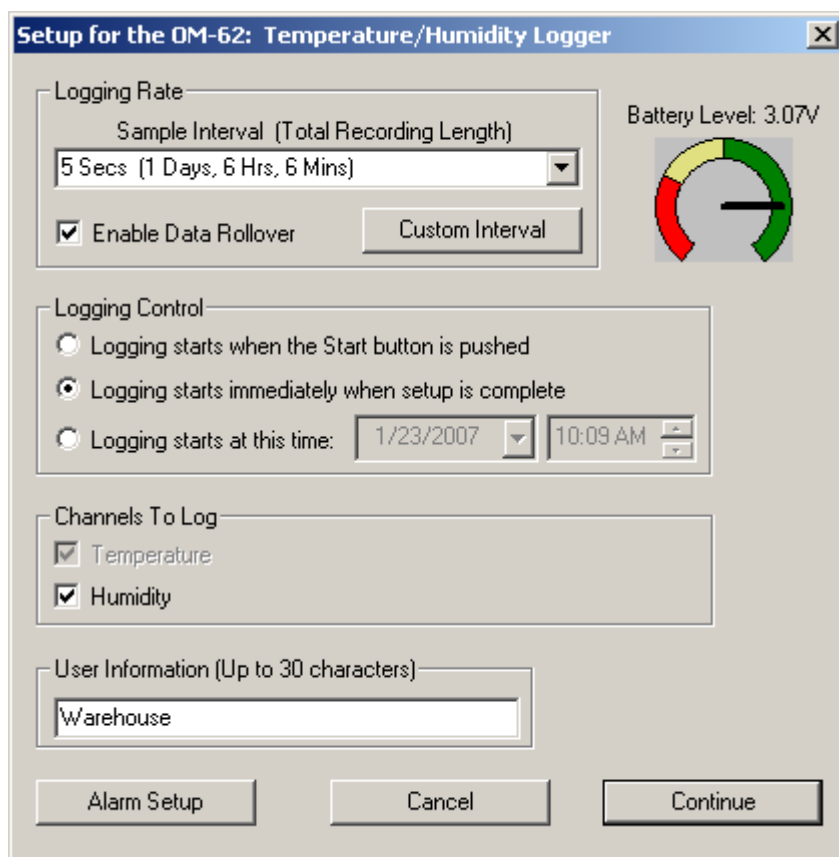 Setup for the OM-62: Temperature/Humidity Logger
Logging Rate
Sample Interval (Total Recording Length)
5 Secs (1 Days, 6 Hrs, 6 Mins)
Enable Data Rollover
Custom Interval
Battery Level: 3.07V
Logging Control
Logging starts when the Start button is pushed
Logging starts immediately when setup is complete
Logging starts at this time: 1/23/2007 10:09 AM
Channels To Log
Temperature
Humidity
User Information (Up to 30 characters)
Warehouse
Alarm Setup Cancel Continue